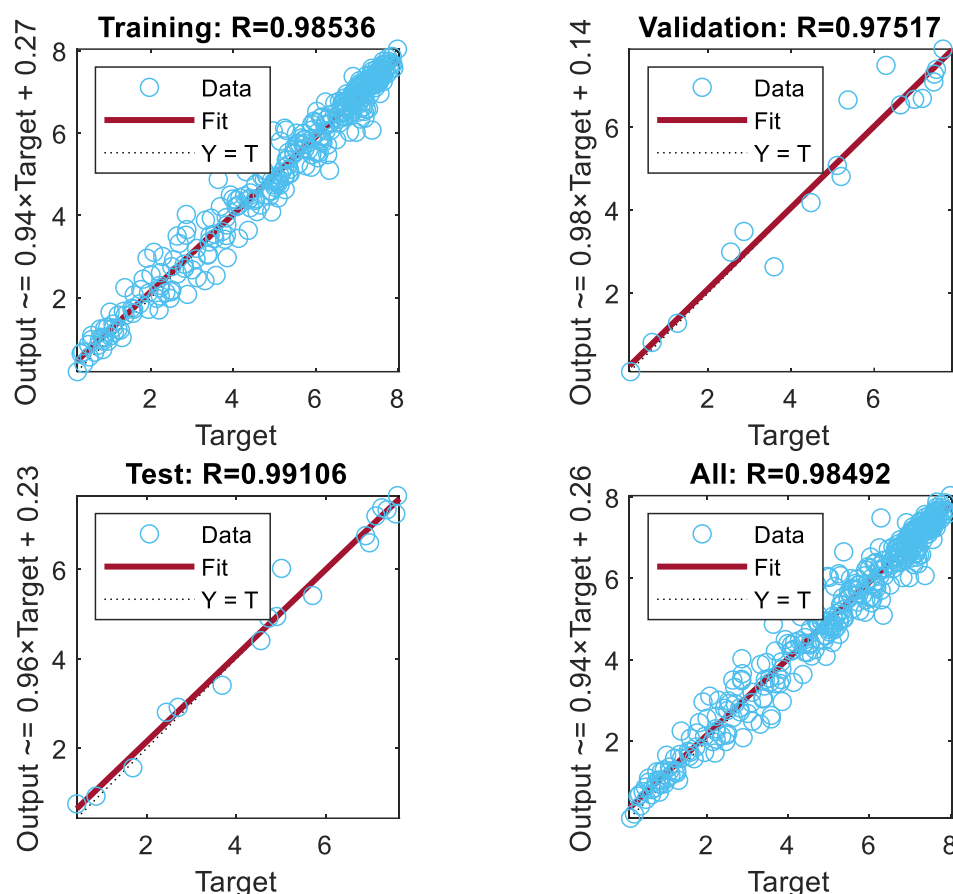 Training: R=0.98536
Output ~= 0.94×Target + 0.27
8
6
4
2
Data
Fit
Y = T
2
4
6
8
Target
Validation: R=0.97517
Output ~= 0.98×Target + 0.14
6
4
2
Data
Fit
Y = T
2
4
6
Target
Test: R=0.99106
Output ~= 0.96×Target + 0.23
6
4
2
Data
Fit
Y = T
2
4
6
Target
All: R=0.98492
Output ~= 0.94×Target + 0.26
8
6
4
2
Data
Fit
Y = T
2
4
6
8
Target